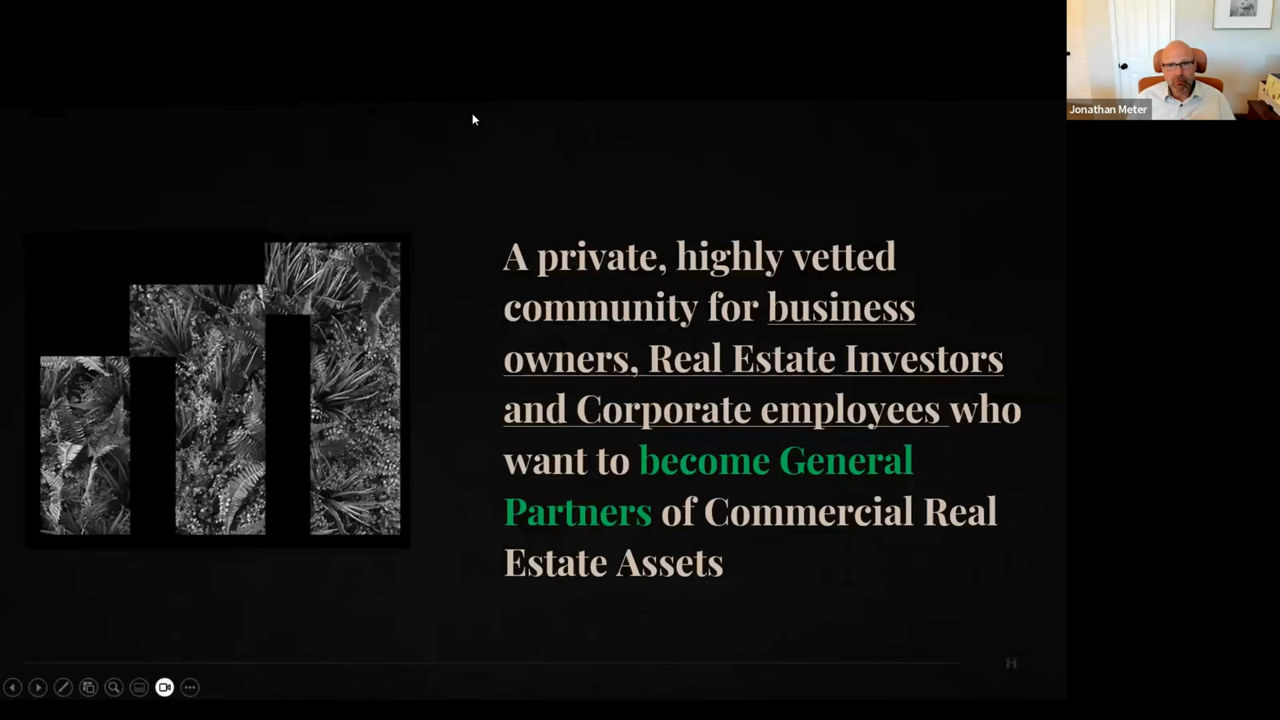 Jonathan Meter
A private, highly vetted
community for business
owners, Real Estate Investors
and Corporate employees who
want to become General
Partners of Commercial Real
Estate Assets
H